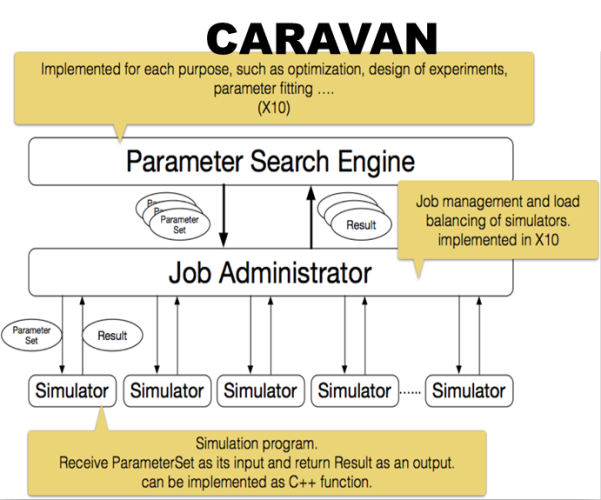 CARAVAN
Implemented for each purpose, such as optimization, design of experiments,
parameter fitting ....
(X10)
Parameter Search Engine
Parameter
Set
Result
Job management and load
balancing of simulators.
implemented in X10
Job Administrator
Parameter
Set
Result
Simulator
Simulator
Simulator
Simulator
......
Simulator
Simulation program.
Receive ParameterSet as its input and return Result as an output.
can be implemented as C++ function.